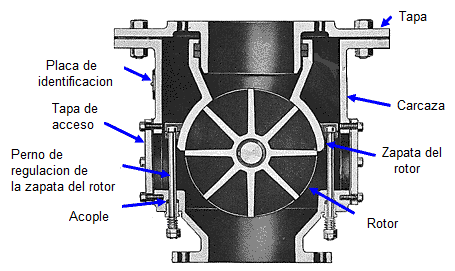 Tapa
Placa de
identificacion
Carcaza
Tapa de
acceso
Perno de
regulacion de
la zapata del rotor
Zapata del
rotor
Acople
Rotor